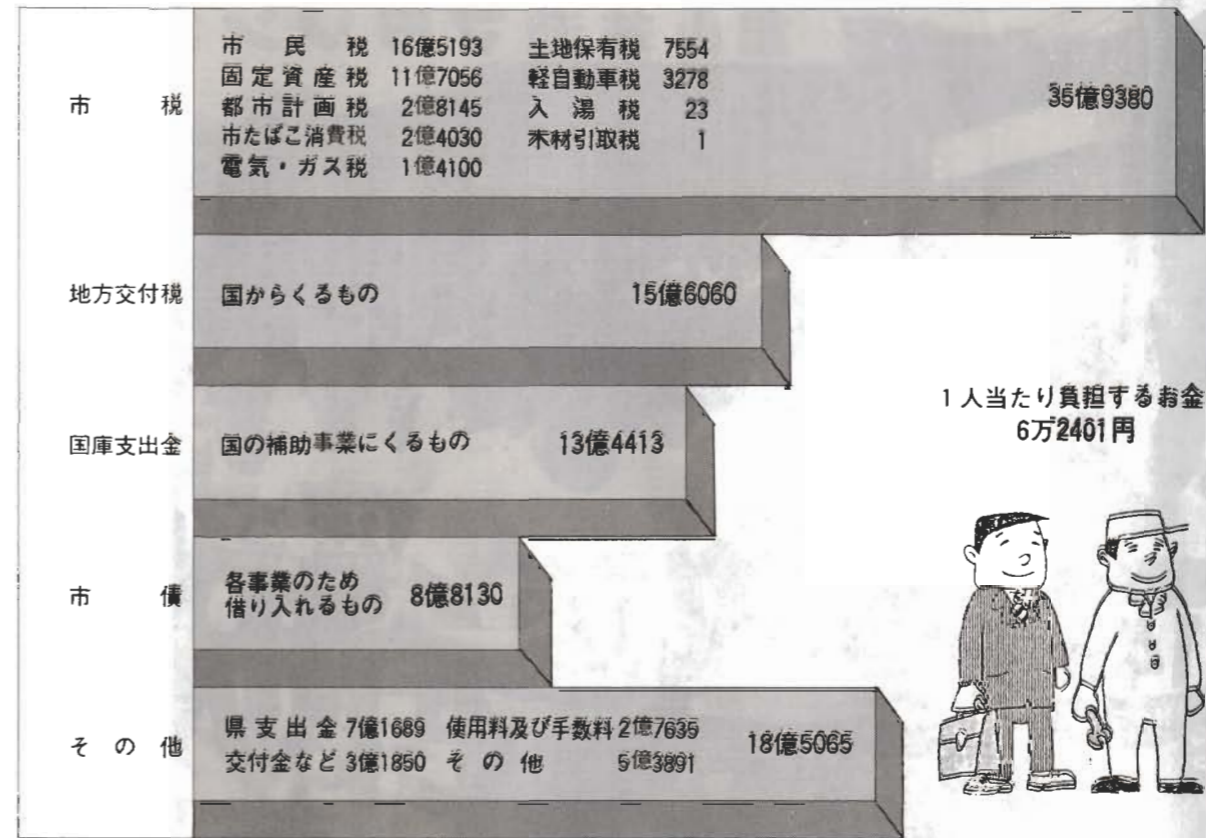 市税
市民税 16億5193 土地保有税 7554
固定資産税 11億7056 軽自動車税 3278
都市計画税 2億8145 入湯税 23
市たばこ消費税 2億4030 木材引取税 1
電気・ガス税 1億4100
35億9380
地方交付税 国からくるもの 15億6060
国庫支出金 国の補助事業にくるもの 13億4413
1人当たり負担するお金
6万2401円
市債
各事業のため
借り入れるもの
8億8130
その他
県支出金 7億1689 使用料及び手数料 2億7635
交付金など 3億1850 その他 5億3891
18億5065